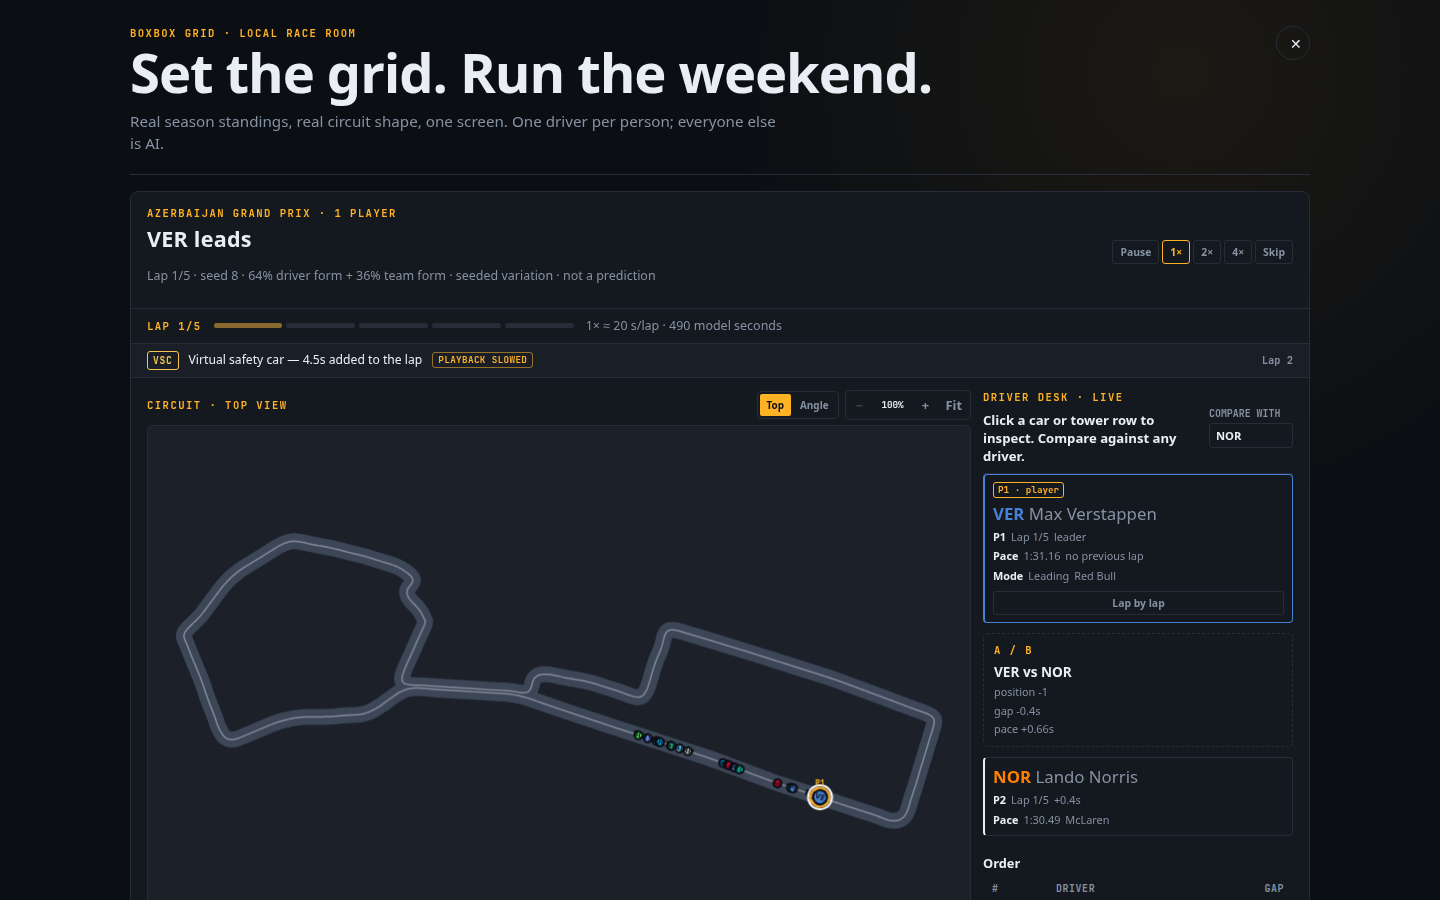 BOXBOX GRID · LOCAL RACE ROOM
Set the grid. Run the weekend.
Real season standings, real circuit shape, one screen. One driver per person; everyone else
is AI.
×
AZERBAIJAN GRAND PRIX · 1 PLAYER
VER leads
Lap 1/5 · seed 8 · 64% driver form + 36% team form · seeded variation · not a prediction
Pause 1× 2× 4× Skip
LAP 1/5 1× ≈ 20 s/lap · 490 model seconds
VSC Virtual safety car — 4.5s added to the lap PLAYBACK SLOWED Lap 2
CIRCUIT · TOP VIEW
Top Angle − 100% + Fit
P1
DRIVER DESK · LIVE
Click a car or tower row to
inspect. Compare against any
driver.
COMPARE WITH
NOR
P1 · player
VER Max Verstappen
P1 Lap 1/5 leader
Pace 1:31.16 no previous lap
Mode Leading Red Bull
Lap by lap
A / B
VER vs NOR
position -1
gap -0.4s
pace +0.66s
NOR Lando Norris
P2 Lap 1/5 +0.4s
Pace 1:30.49 McLaren
Order
# DRIVER GAP